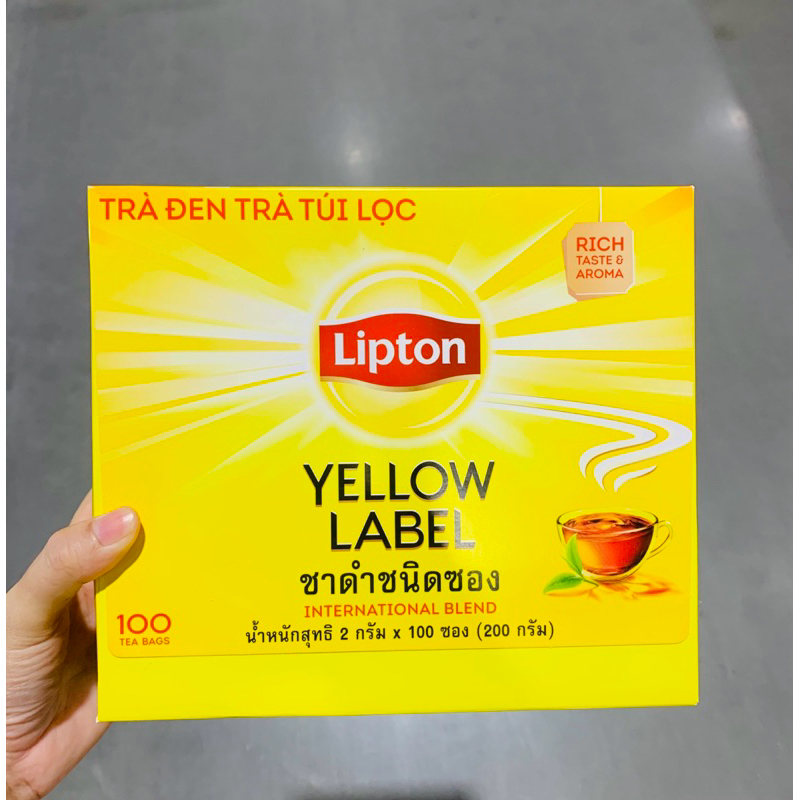 TRÀ ĐEN TRÀ TÚI LỌC
RICH
TASTE &
AROMA
Lipton
YELLOW
LABEL
ชาดำชนิดซอง
INTERNATIONAL BLEND
100
TEA BAGS
น้ำหนักสุทธิ 2 กรัม x 100 ซอง (200 กรัม)